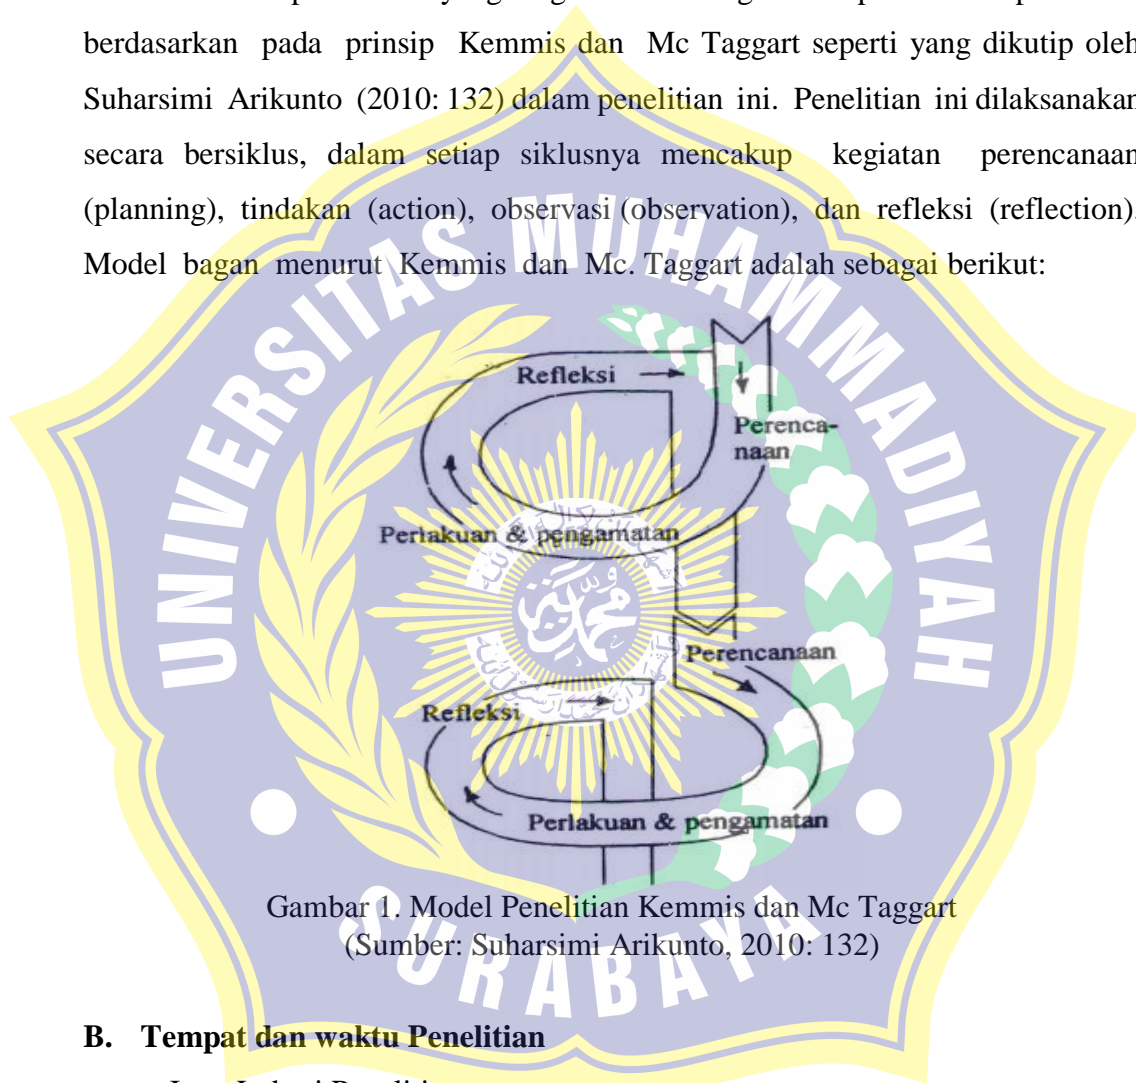 berdasarkan pada prinsip Kemmis dan Mc Taggart seperti yang dikutip oleh
Suharsimi Arikunto (2010: 132) dalam penelitian ini. Penelitian ini dilaksanakan
secara bersiklus, dalam setiap siklusnya mencakup kegiatan perencanaan
(planning), tindakan (action), observasi (observation), dan refleksi (reflection).
Model bagan menurut Kemmis dan Mc. Taggart adalah sebagai berikut:
UNIVERSITAS MUHAMMADIYAH
SURABAYA
Refleksi
Perenca-
naan
Perlakuan & pengamatan
Perencanaan
Refleksi
Perlakuan & pengamatan
Gambar 1. Model Penelitian Kemmis dan Mc Taggart
(Sumber: Suharsimi Arikunto, 2010: 132)
B. Tempat dan waktu Penelitian